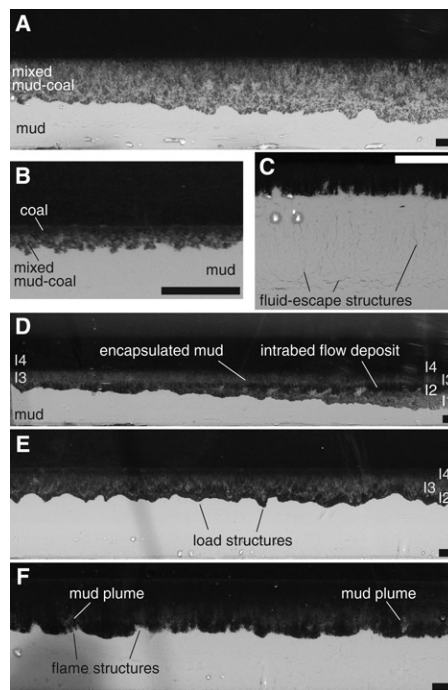 A
mixed
mud-coal
mud
B
coal
mixed
mud-coal
mud
C
fluid-escape structures
D
encapsulated mud
intrabed flow deposit
I4
I3
I4
I3
I2
I
mud
E
I4
I3
I2
load structures
F
mud plume
mud plume
flame structures